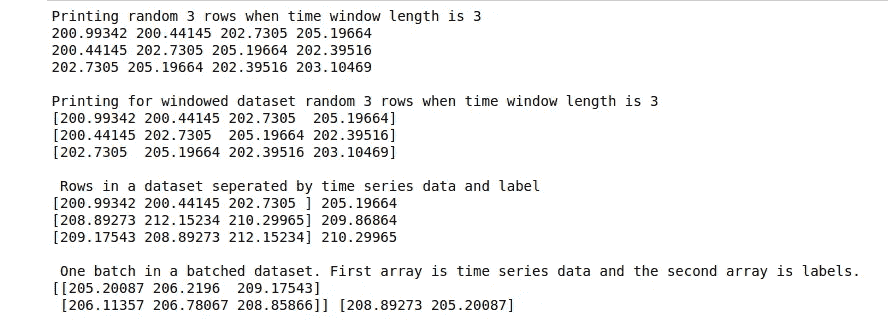 Printing random 3 rows when time window length is 3
200.99342 200.44145 202.7305 205.19664
200.44145 202.7305 205.19664 202.39516
202.7305 205.19664 202.39516 203.10469
Printing for windowed dataset random 3 rows when time window length is 3
[200.99342 200.44145 202.7305  205.19664]
[200.44145 202.7305  205.19664 202.39516]
[202.7305  205.19664 202.39516 203.10469]
Rows in a dataset seperated by time series data and label
[200.99342 200.44145 202.7305 ] 205.19664
[208.89273 212.15234 210.29965] 209.86864
[209.17543 208.89273 212.15234] 210.29965
One batch in a batched dataset. First array is time series data and the second array is labels.
[[205.20087 206.2196  209.17543]
[206.11357 206.78067 208.85866]] [208.89273 205.20087]